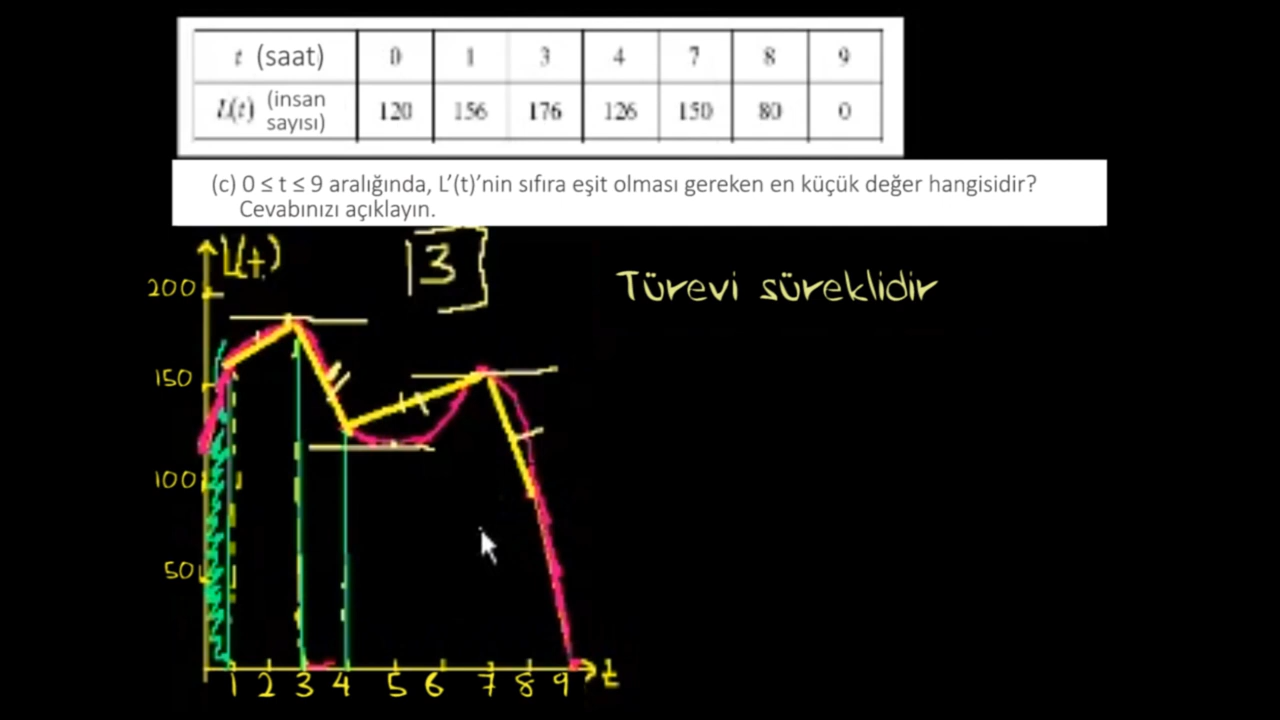 t (saat) 0 1 3 4 7 8 9
L(t) (insan sayısı) 120 156 176 126 150 80 0
(c) 0 ≤ t ≤ 9 aralığında, L'(t)'nin sıfıra eşit olması gereken en küçük değer hangisidir?
Cevabınızı açıklayın.
L(t)
13
Türevi süreklidir
200
150
100
50
1 2 3 4 5 6 7 8 9 t